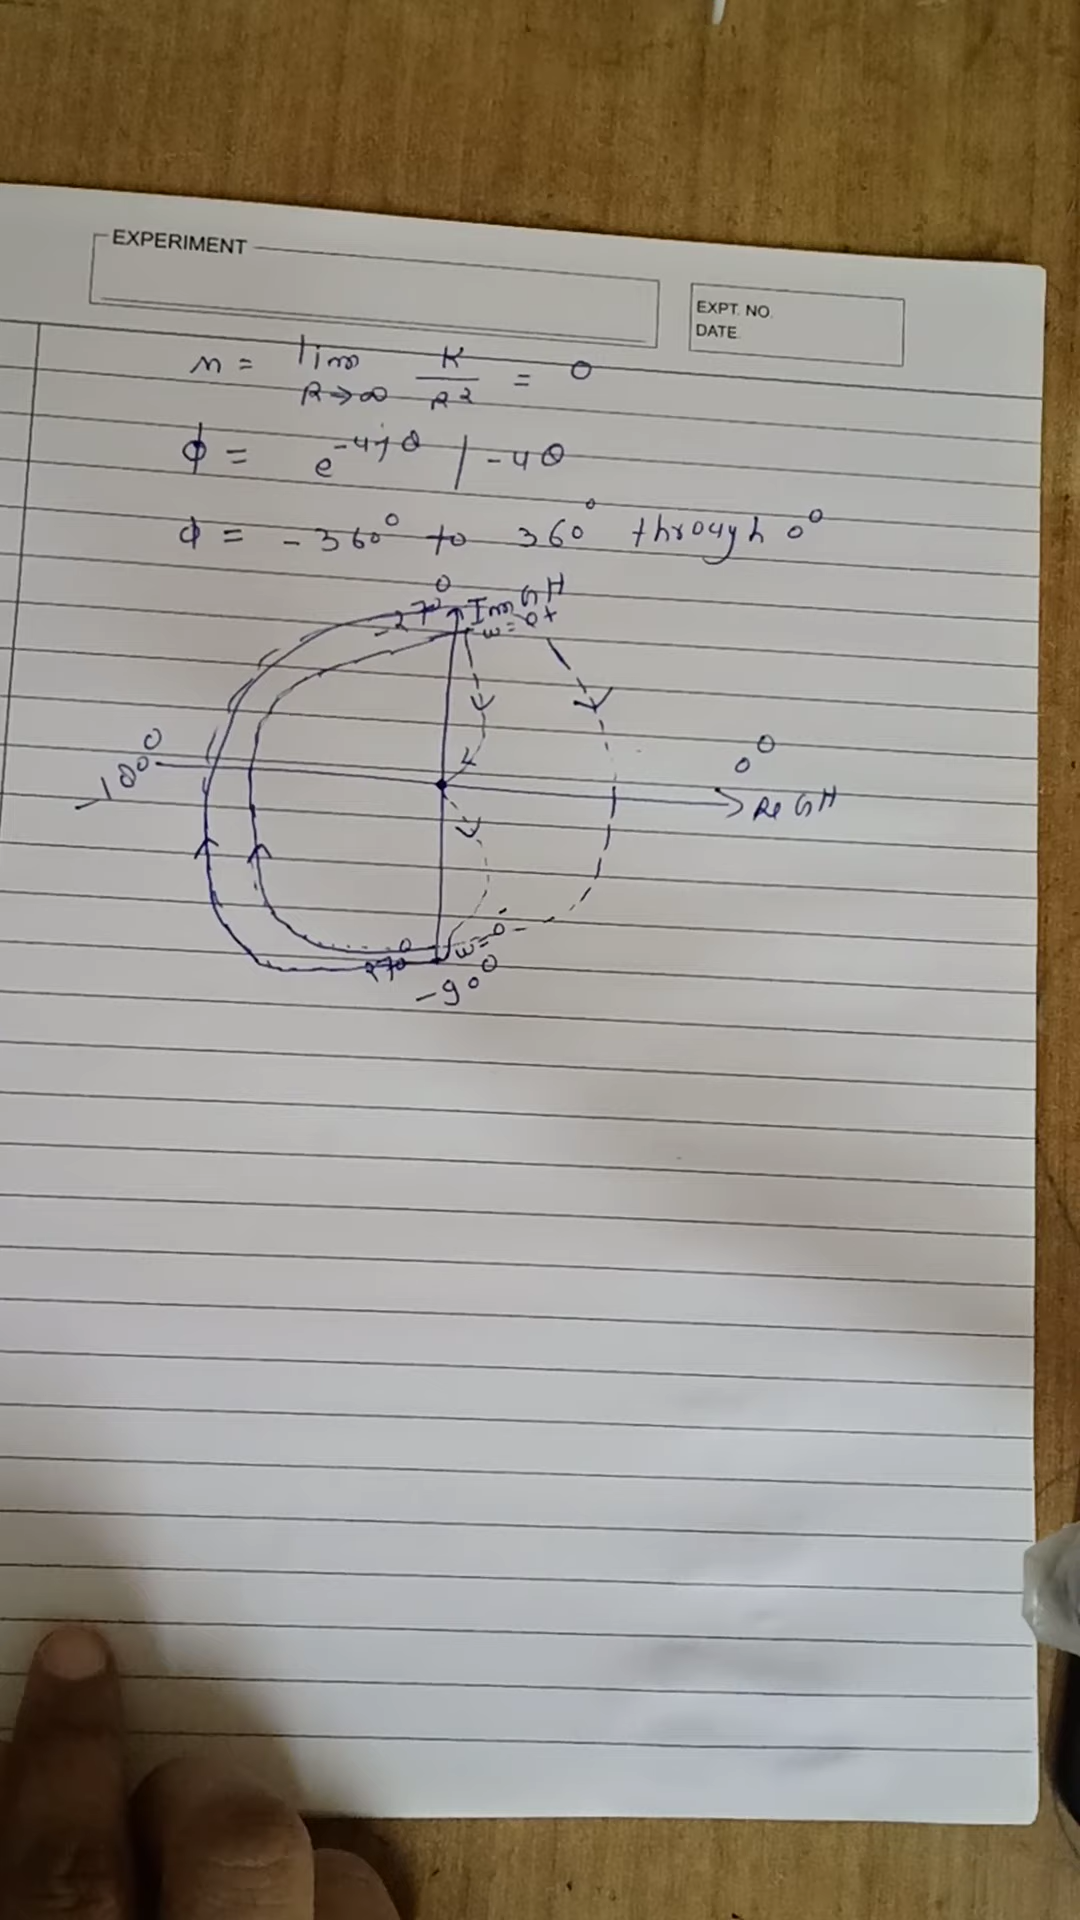 EXPERIMENT
EXPT. NO.
DATE
m = lim R→∞ K/R² = 0
ϕ = e^-4jθ | -4θ
ϕ = -360° to 360° through 0°
-270° Im GH
ω=0+
-180°
0°
Re GH
270° ω=0-
-90°